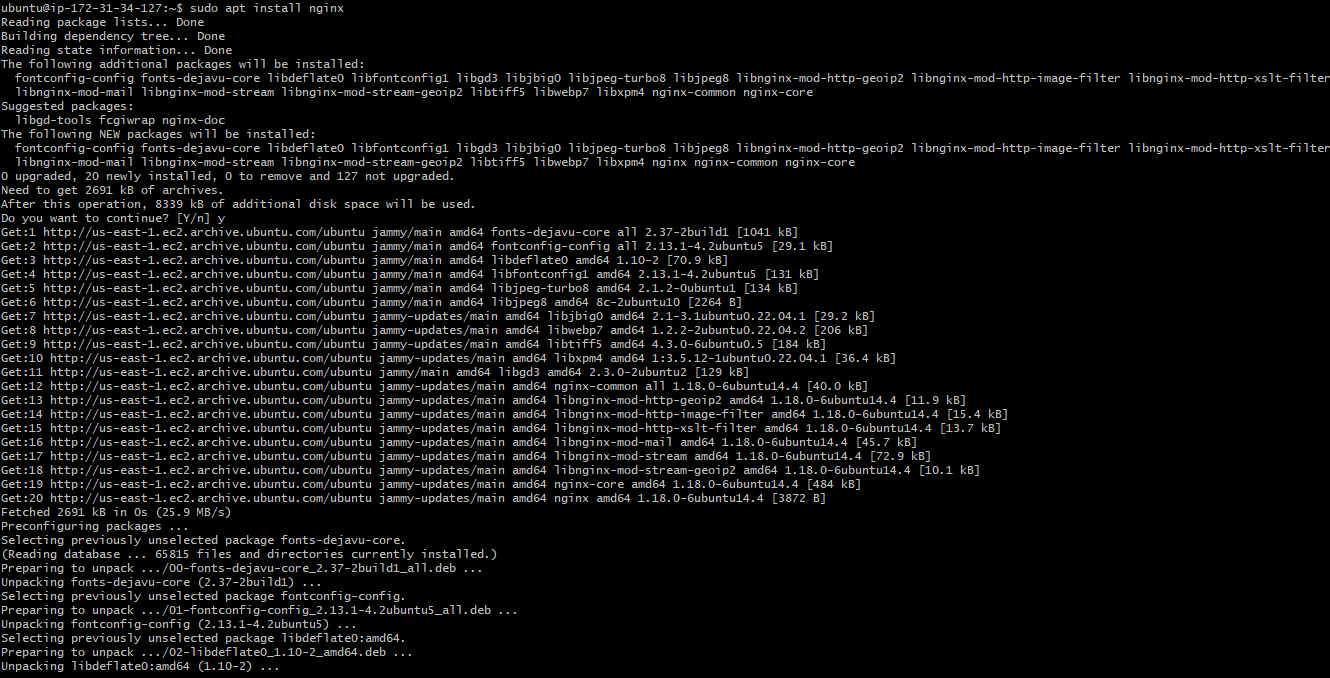 ubuntu@ip-172-31-34-127:~$ sudo apt install nginx
Reading package lists... Done
Building dependency tree... Done
Reading state information... Done
The following additional packages will be installed:
  fontconfig-config fonts-dejavu-core libdeflate0 libfontconfig1 libgd3 libjbig0 libjpeg-turbo8 libjpeg8 libnginx-mod-http-geoip2 libnginx-mod-http-image-filter libnginx-mod-http-xslt-filter
  libnginx-mod-mail libnginx-mod-stream libnginx-mod-stream-geoip2 libtiff5 libwebp7 libxpm4 nginx-common nginx-core
Suggested packages:
  libgd-tools fcgiwrap nginx-doc
The following NEW packages will be installed:
  fontconfig-config fonts-dejavu-core libdeflate0 libfontconfig1 libgd3 libjbig0 libjpeg-turbo8 libjpeg8 libnginx-mod-http-geoip2 libnginx-mod-http-image-filter libnginx-mod-http-xslt-filter
  libnginx-mod-mail libnginx-mod-stream libnginx-mod-stream-geoip2 libtiff5 libwebp7 libxpm4 nginx nginx-common nginx-core
0 upgraded, 20 newly installed, 0 to remove and 127 not upgraded.
Need to get 2691 kB of archives.
After this operation, 8339 kB of additional disk space will be used.
Do you want to continue? [Y/n] y
Get:1 http://us-east-1.ec2.archive.ubuntu.com/ubuntu jammy/main amd64 fonts-dejavu-core all 2.37-2build1 [1041 kB]
Get:2 http://us-east-1.ec2.archive.ubuntu.com/ubuntu jammy/main amd64 fontconfig-config all 2.13.1-4.2ubuntu5 [29.1 kB]
Get:3 http://us-east-1.ec2.archive.ubuntu.com/ubuntu jammy/main amd64 libdeflate0 amd64 1.10-2 [70.9 kB]
Get:4 http://us-east-1.ec2.archive.ubuntu.com/ubuntu jammy/main amd64 libfontconfig1 amd64 2.13.1-4.2ubuntu5 [131 kB]
Get:5 http://us-east-1.ec2.archive.ubuntu.com/ubuntu jammy/main amd64 libjpeg-turbo8 amd64 2.1.2-0ubuntu1 [134 kB]
Get:6 http://us-east-1.ec2.archive.ubuntu.com/ubuntu jammy/main amd64 libjpeg8 amd64 8c-2ubuntu10 [2264 B]
Get:7 http://us-east-1.ec2.archive.ubuntu.com/ubuntu jammy-updates/main amd64 libjbig0 amd64 2.1-3.1ubuntu0.22.04.1 [29.2 kB]
Get:8 http://us-east-1.ec2.archive.ubuntu.com/ubuntu jammy-updates/main amd64 libwebp7 amd64 1.2.2-2ubuntu0.22.04.2 [206 kB]
Get:9 http://us-east-1.ec2.archive.ubuntu.com/ubuntu jammy-updates/main amd64 libtiff5 amd64 4.3.0-6ubuntu0.5 [184 kB]
Get:10 http://us-east-1.ec2.archive.ubuntu.com/ubuntu jammy-updates/main amd64 libxpm4 amd64 1:3.5.12-1ubuntu0.22.04.1 [36.4 kB]
Get:11 http://us-east-1.ec2.archive.ubuntu.com/ubuntu jammy/main amd64 libgd3 amd64 2.3.0-2ubuntu2 [129 kB]
Get:12 http://us-east-1.ec2.archive.ubuntu.com/ubuntu jammy-updates/main amd64 nginx-common all 1.18.0-6ubuntu14.4 [40.0 kB]
Get:13 http://us-east-1.ec2.archive.ubuntu.com/ubuntu jammy-updates/main amd64 libnginx-mod-http-geoip2 amd64 1.18.0-6ubuntu14.4 [11.9 kB]
Get:14 http://us-east-1.ec2.archive.ubuntu.com/ubuntu jammy-updates/main amd64 libnginx-mod-http-image-filter amd64 1.18.0-6ubuntu14.4 [15.4 kB]
Get:15 http://us-east-1.ec2.archive.ubuntu.com/ubuntu jammy-updates/main amd64 libnginx-mod-http-xslt-filter amd64 1.18.0-6ubuntu14.4 [13.7 kB]
Get:16 http://us-east-1.ec2.archive.ubuntu.com/ubuntu jammy-updates/main amd64 libnginx-mod-mail amd64 1.18.0-6ubuntu14.4 [45.7 kB]
Get:17 http://us-east-1.ec2.archive.ubuntu.com/ubuntu jammy-updates/main amd64 libnginx-mod-stream amd64 1.18.0-6ubuntu14.4 [72.9 kB]
Get:18 http://us-east-1.ec2.archive.ubuntu.com/ubuntu jammy-updates/main amd64 libnginx-mod-stream-geoip2 amd64 1.18.0-6ubuntu14.4 [10.1 kB]
Get:19 http://us-east-1.ec2.archive.ubuntu.com/ubuntu jammy-updates/main amd64 nginx-core amd64 1.18.0-6ubuntu14.4 [484 kB]
Get:20 http://us-east-1.ec2.archive.ubuntu.com/ubuntu jammy-updates/main amd64 nginx amd64 1.18.0-6ubuntu14.4 [3872 B]
Fetched 2691 kB in 0s (25.9 MB/s)
Preconfiguring packages ...
Selecting previously unselected package fonts-dejavu-core.
(Reading database ... 65815 files and directories currently installed.)
Preparing to unpack .../00-fonts-dejavu-core_2.37-2build1_all.deb ...
Unpacking fonts-dejavu-core (2.37-2build1) ...
Selecting previously unselected package fontconfig-config.
Preparing to unpack .../01-fontconfig-config_2.13.1-4.2ubuntu5_all.deb ...
Unpacking fontconfig-config (2.13.1-4.2ubuntu5) ...
Selecting previously unselected package libdeflate0:amd64.
Preparing to unpack .../02-libdeflate0_1.10-2_amd64.deb ...
Unpacking libdeflate0:amd64 (1.10-2) ...